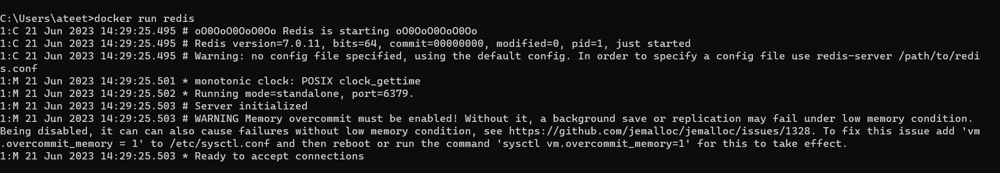 C:\Users\ateet>docker run redis
1:C 21 Jun 2023 14:29:25.495 # oO0OoO0OoO0Oo Redis is starting oO0OoO0OoO0Oo
1:C 21 Jun 2023 14:29:25.495 # Redis version=7.0.11, bits=64, commit=00000000, modified=0, pid=1, just started
1:C 21 Jun 2023 14:29:25.495 # Warning: no config file specified, using the default config. In order to specify a config file use redis-server /path/to/redi
s.conf
1:M 21 Jun 2023 14:29:25.501 * monotonic clock: POSIX clock_gettime
1:M 21 Jun 2023 14:29:25.502 * Running mode=standalone, port=6379.
1:M 21 Jun 2023 14:29:25.503 # Server initialized
1:M 21 Jun 2023 14:29:25.503 # WARNING Memory overcommit must be enabled! Without it, a background save or replication may fail under low memory condition.
Being disabled, it can can also cause failures without low memory condition, see https://github.com/jemalloc/jemalloc/issues/1328. To fix this issue add 'vm
.overcommit_memory = 1' to /etc/sysctl.conf and then reboot or run the command 'sysctl vm.overcommit_memory=1' for this to take effect.
1:M 21 Jun 2023 14:29:25.503 * Ready to accept connections